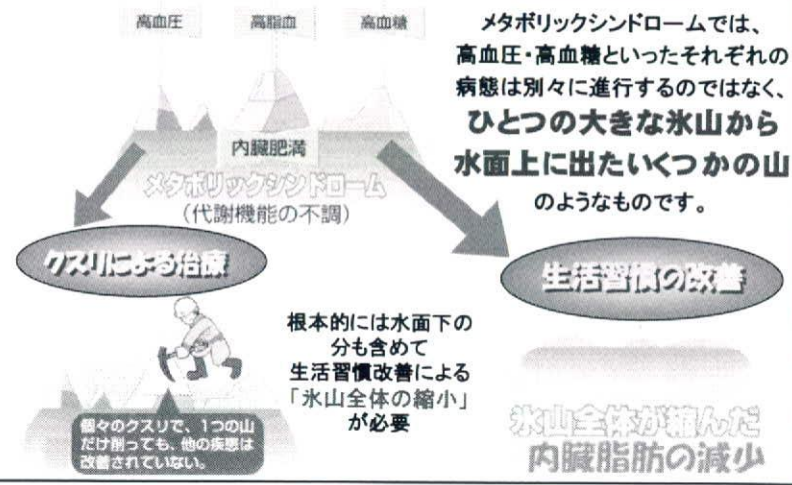 高血圧
高脂血
高血糖
内臓肥満
メタボリックシンドローム
(代謝機能の不調)
メタボリックシンドロームでは、
高血圧・高血糖といったそれぞれの
病態は別々に進行するのではなく、
ひとつの大きな氷山から
水面上に出たいくつかの山
のようなものです。
クスリによる治療
生活習慣の改善
個々のクスリで、1つの山
だけ削っても、他の疾患は
改善されていない。
根本的には水面下の
分も含めて
生活習慣改善による
「氷山全体の縮小」
が必要
氷山全体が縮んだ
内臓脂肪の減少